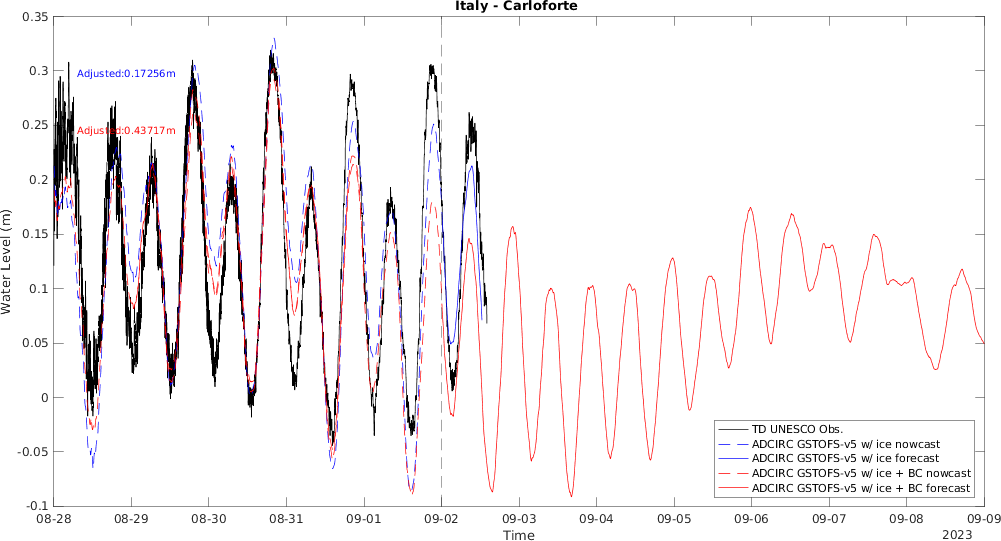 Italy - Carloforte
0.35
0.3
0.25
0.2
0.15
0.1
0.05
0
-0.05
-0.1
Water Level (m)
Adjusted:0.17256m
Adjusted:0.43717m
TD UNESCO Obs.
ADCIRC GSTOFS-v5 w/ ice nowcast
ADCIRC GSTOFS-v5 w/ ice forecast
ADCIRC GSTOFS-v5 w/ ice + BC nowcast
ADCIRC GSTOFS-v5 w/ ice + BC forecast
08-28 08-29 08-30 08-31 09-01 09-02 09-03 09-04 09-05 09-06 09-07 09-08 09-09
Time
2023